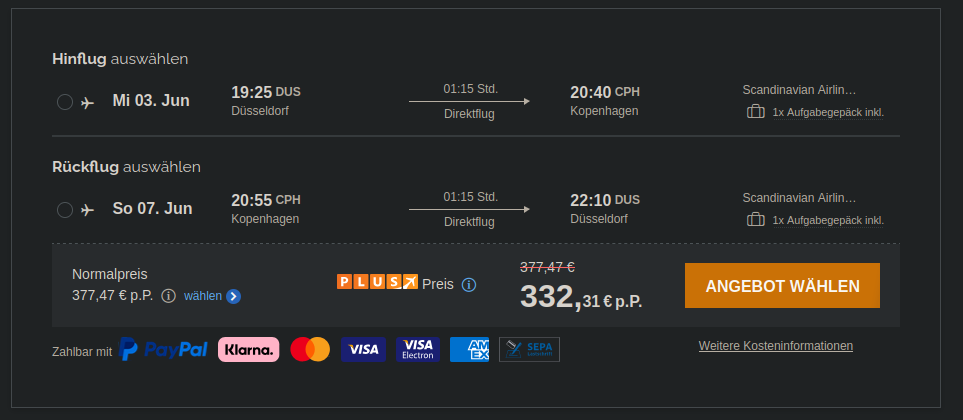 Hinflug auswählen
Mi 03. Jun
19:25 DUS
Düsseldorf
01:15 Std.
Direktflug
20:40 CPH
Kopenhagen
Scandinavian Airlin…
1x Aufgabegepäck inkl.
Rückflug auswählen
So 07. Jun
20:55 CPH
Kopenhagen
01:15 Std.
Direktflug
22:10 DUS
Düsseldorf
Scandinavian Airlin…
1x Aufgabegepäck inkl.
Normalpreis
377,47 € p.P. wählen
PLUS Preis
377,47 €
332,31 € p.P.
ANGEBOT WÄHLEN
Zahlbar mit PayPal Klarna. VISA VISA Electron AMEX SEPA
Weitere Kosteninformationen